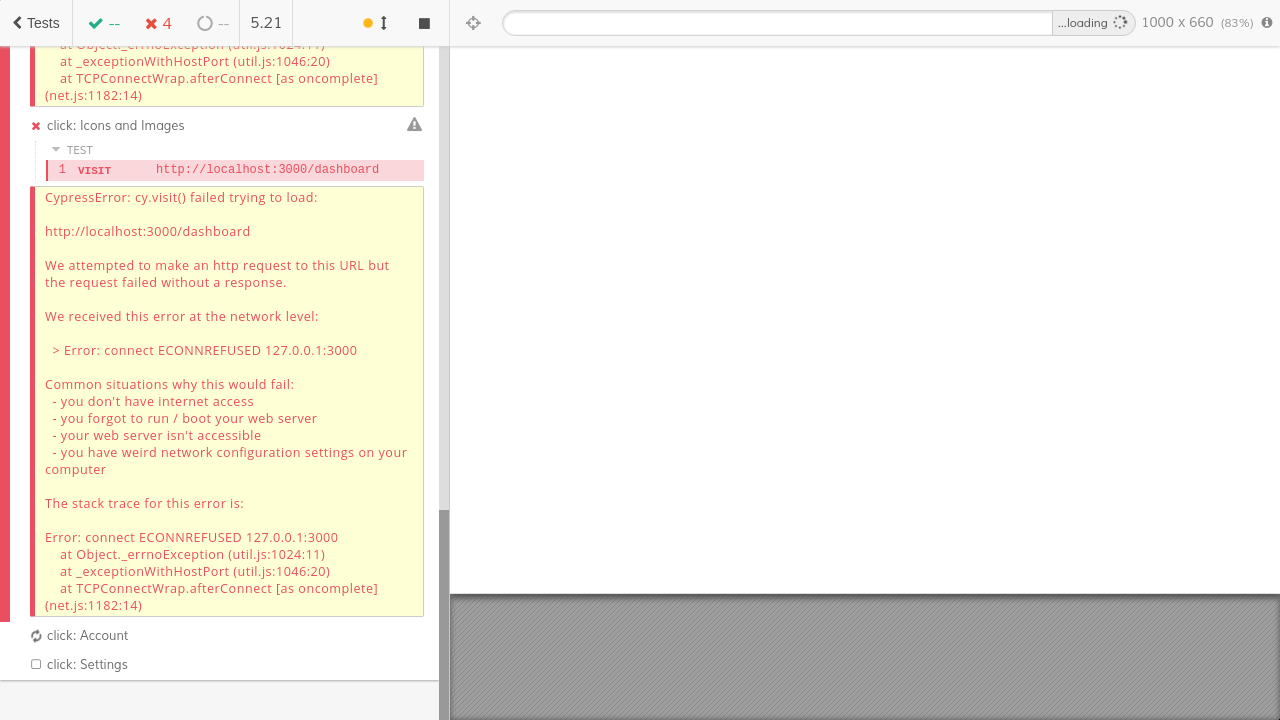 Tests
--
4
--
5.21
...loading
1000 x 660 (83%)
at Object._errnoException (util.js:1024:11)
at _exceptionWithHostPort (util.js:1046:20)
at TCPConnectWrap.afterConnect [as oncomplete]
(net.js:1182:14)
click: Icons and Images
TEST
1 VISIT http://localhost:3000/dashboard
CypressError: cy.visit() failed trying to load:
http://localhost:3000/dashboard
We attempted to make an http request to this URL but
the request failed without a response.
We received this error at the network level:
> Error: connect ECONNREFUSED 127.0.0.1:3000
Common situations why this would fail:
- you don't have internet access
- you forgot to run / boot your web server
- your web server isn't accessible
- you have weird network configuration settings on your
computer
The stack trace for this error is:
Error: connect ECONNREFUSED 127.0.0.1:3000
at Object._errnoException (util.js:1024:11)
at _exceptionWithHostPort (util.js:1046:20)
at TCPConnectWrap.afterConnect [as oncomplete]
(net.js:1182:14)
click: Account
click: Settings